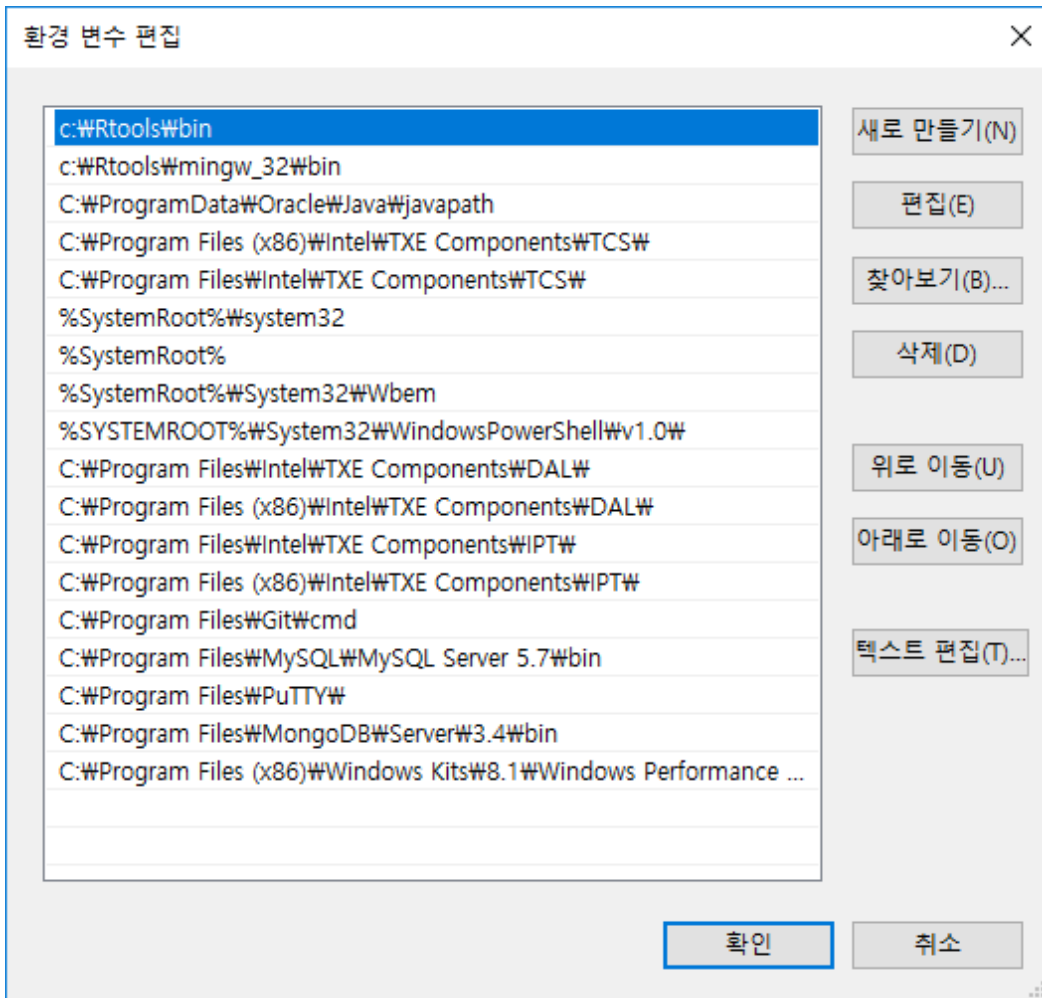 환경 변수 편집
c:₩Rtools₩bin
c:₩Rtools₩mingw_32₩bin
C:₩ProgramData₩Oracle₩Java₩javapath
C:₩Program Files (x86)₩Intel₩TXE Components₩TCS₩
C:₩Program Files₩Intel₩TXE Components₩TCS₩
%SystemRoot%₩system32
%SystemRoot%
%SystemRoot%₩System32₩Wbem
%SYSTEMROOT%₩System32₩WindowsPowerShell₩v1.0₩
C:₩Program Files₩Intel₩TXE Components₩DAL₩
C:₩Program Files (x86)₩Intel₩TXE Components₩DAL₩
C:₩Program Files₩Intel₩TXE Components₩IPT₩
C:₩Program Files (x86)₩Intel₩TXE Components₩IPT₩
C:₩Program Files₩Git₩cmd
C:₩Program Files₩MySQL₩MySQL Server 5.7₩bin
C:₩Program Files₩PuTTY₩
C:₩Program Files₩MongoDB₩Server₩3.4₩bin
C:₩Program Files (x86)₩Windows Kits₩8.1₩Windows Performance ...
새로 만들기(N)
편집(E)
찾아보기(B)...
삭제(D)
위로 이동(U)
아래로 이동(O)
텍스트 편집(T)...
확인
취소